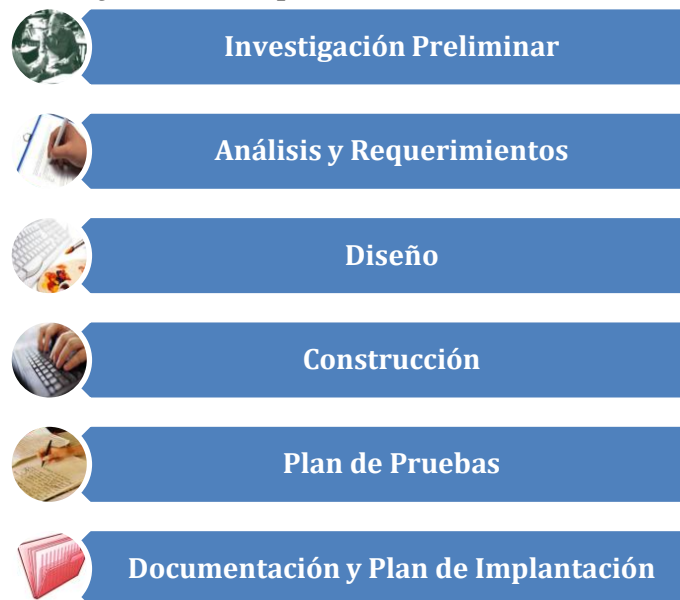 Investigación Preliminar
Análisis y Requerimientos
Diseño
Construcción
Plan de Pruebas
Documentación y Plan de Implantación